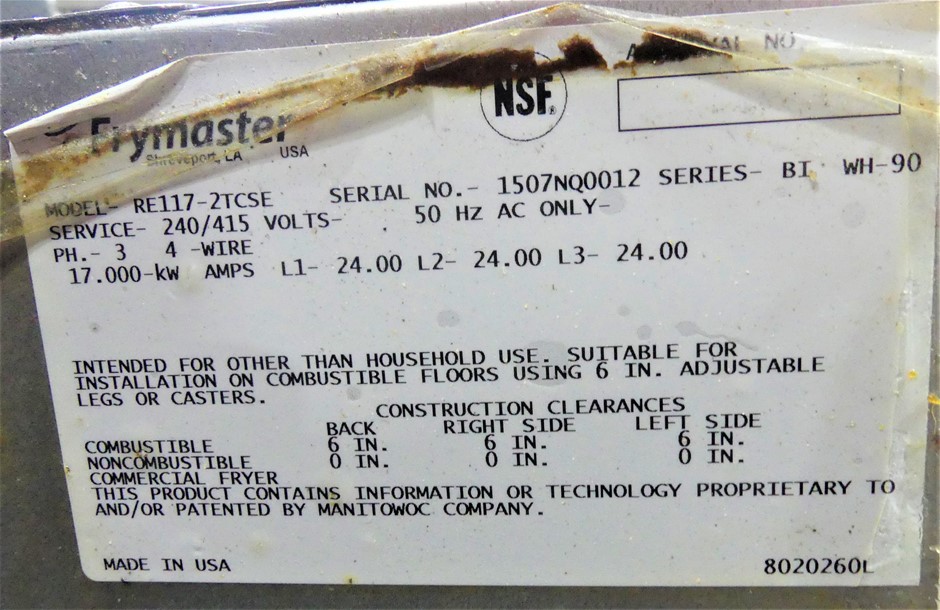 NSF®
Frymaster
Shreveport, LA USA
MODEL- RE117-2TCSE SERIAL NO.- 1507NQ0012 SERIES- BI WH-90
SERVICE- 240/415 VOLTS- 50 Hz AC ONLY-
PH.- 3 4 -WIRE
17.000-kW AMPS L1- 24.00 L2- 24.00 L3- 24.00
INTENDED FOR OTHER THAN HOUSEHOLD USE. SUITABLE FOR
INSTALLATION ON COMBUSTIBLE FLOORS USING 6 IN. ADJUSTABLE
LEGS OR CASTERS.
CONSTRUCTION CLEARANCES
BACK RIGHT SIDE LEFT SIDE
COMBUSTIBLE 6 IN. 6 IN. 6 IN.
NONCOMBUSTIBLE 0 IN. 0 IN. 0 IN.
COMMERCIAL FRYER
THIS PRODUCT CONTAINS INFORMATION OR TECHNOLOGY PROPRIETARY TO
AND/OR PATENTED BY MANITOWOC COMPANY.
MADE IN USA 8020260L